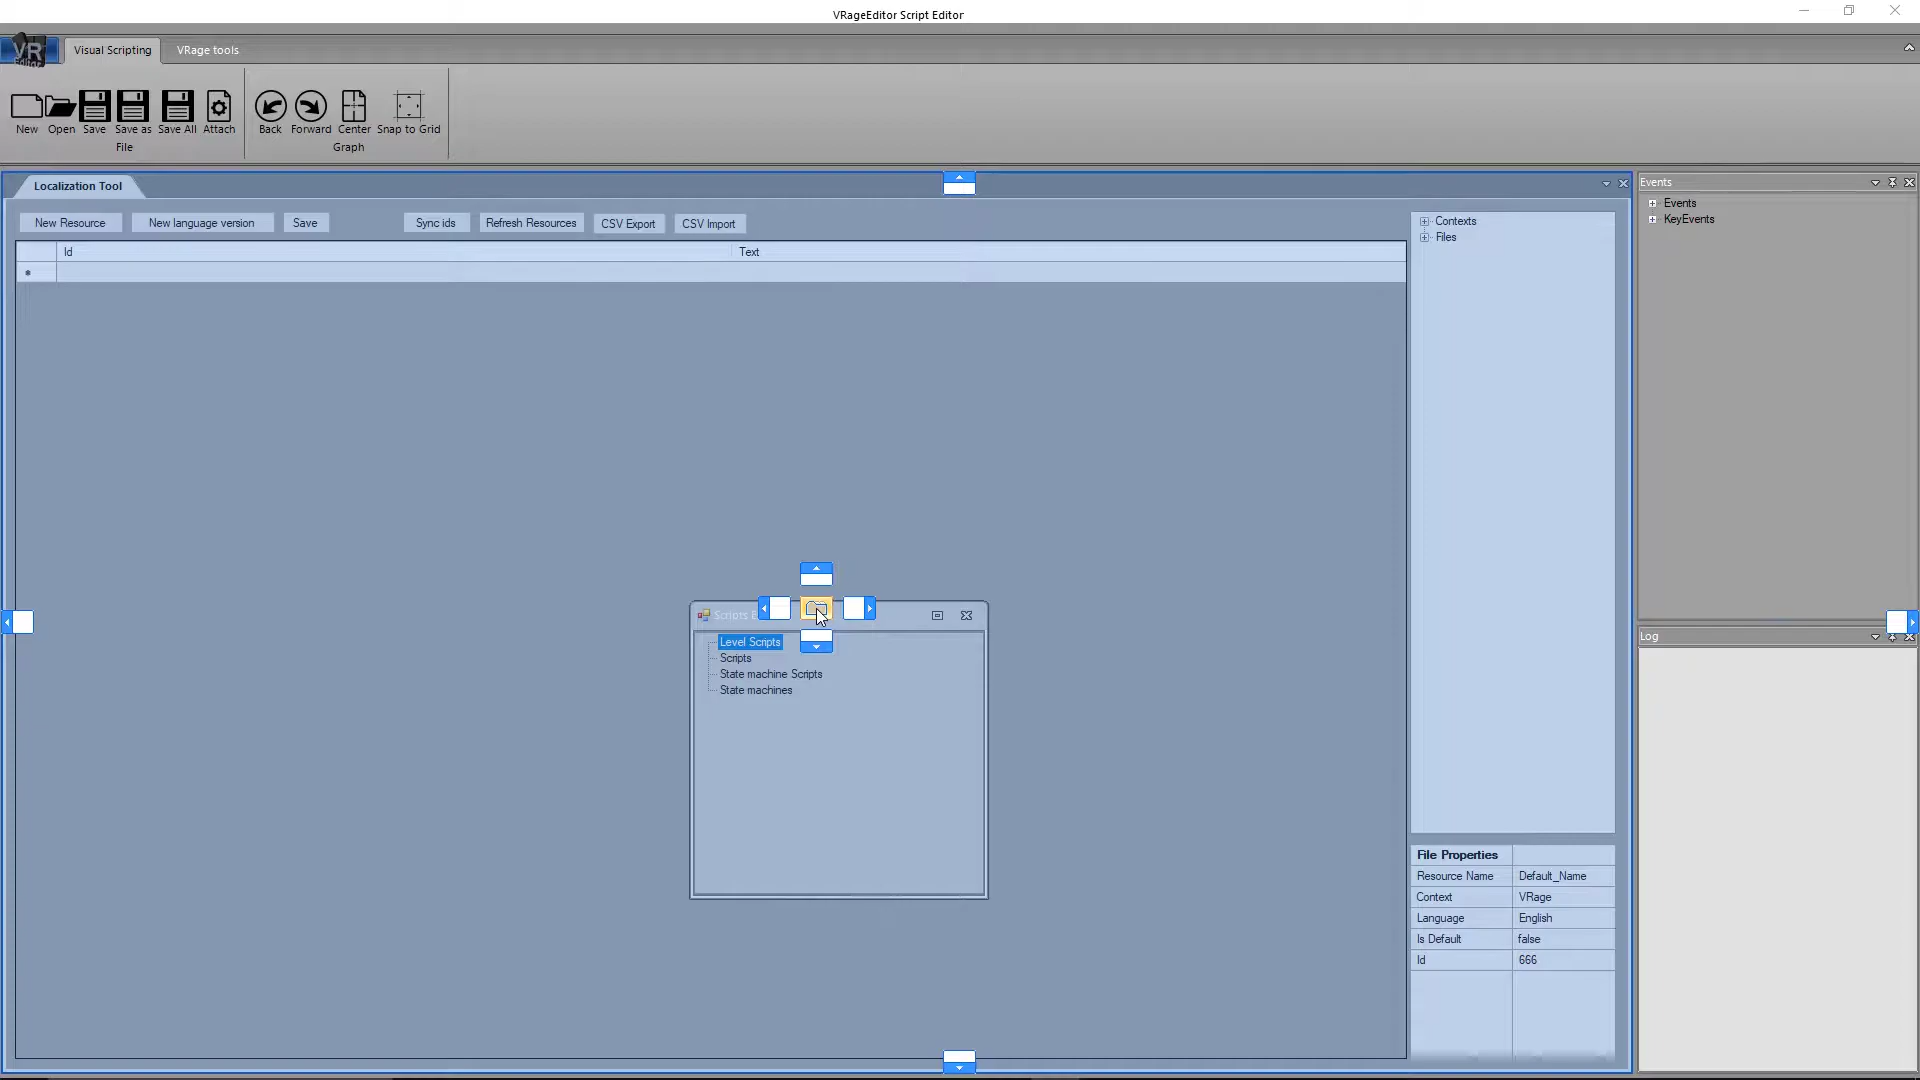 VRageEditor Script Editor
VR
Editor
Visual Scripting
VRage tools
New
Open
Save
Save as
Save All
Attach
Back
Forward
Center
Snap to Grid
File
Graph
Localization Tool
New Resource
New language version
Save
Sync ids
Refresh Resources
CSV Export
CSV Import
Id
Text
*
Contexts
Files
Scripts
Level Scripts
Scripts
State machine Scripts
State machines
File Properties
Resource Name Default_Name
Context VRage
Language English
Is Default false
Id 666
Events
Events
KeyEvents
Log